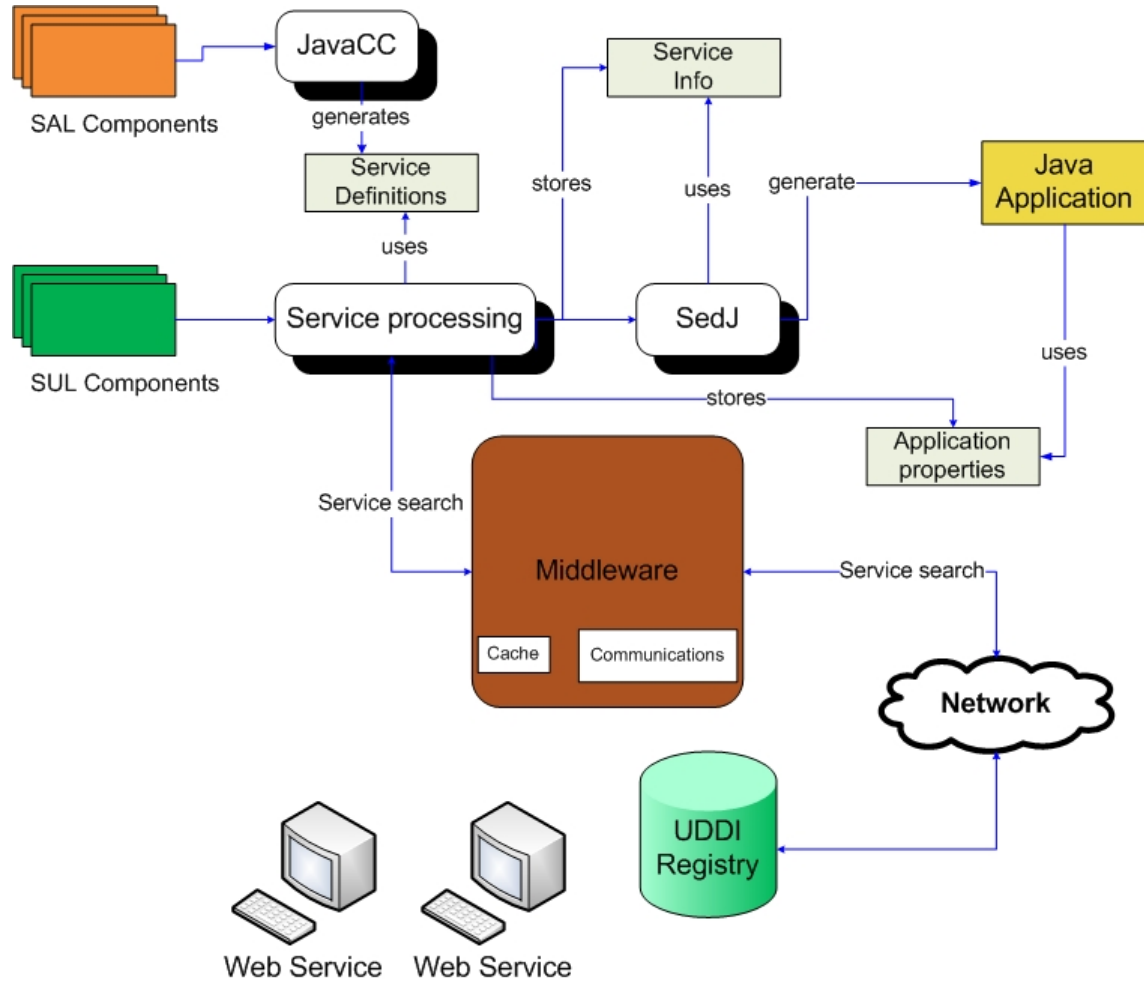 JavaCC
SAL Components
generates
Service
Info
Service
Definitions
stores
uses
generate
Java
Application
uses
Service processing
SedJ
SUL Components
uses
stores
Application
properties
Service search
Middleware
Service search
Cache
Communications
Network
UDDI
Registry
Web Service
Web Service